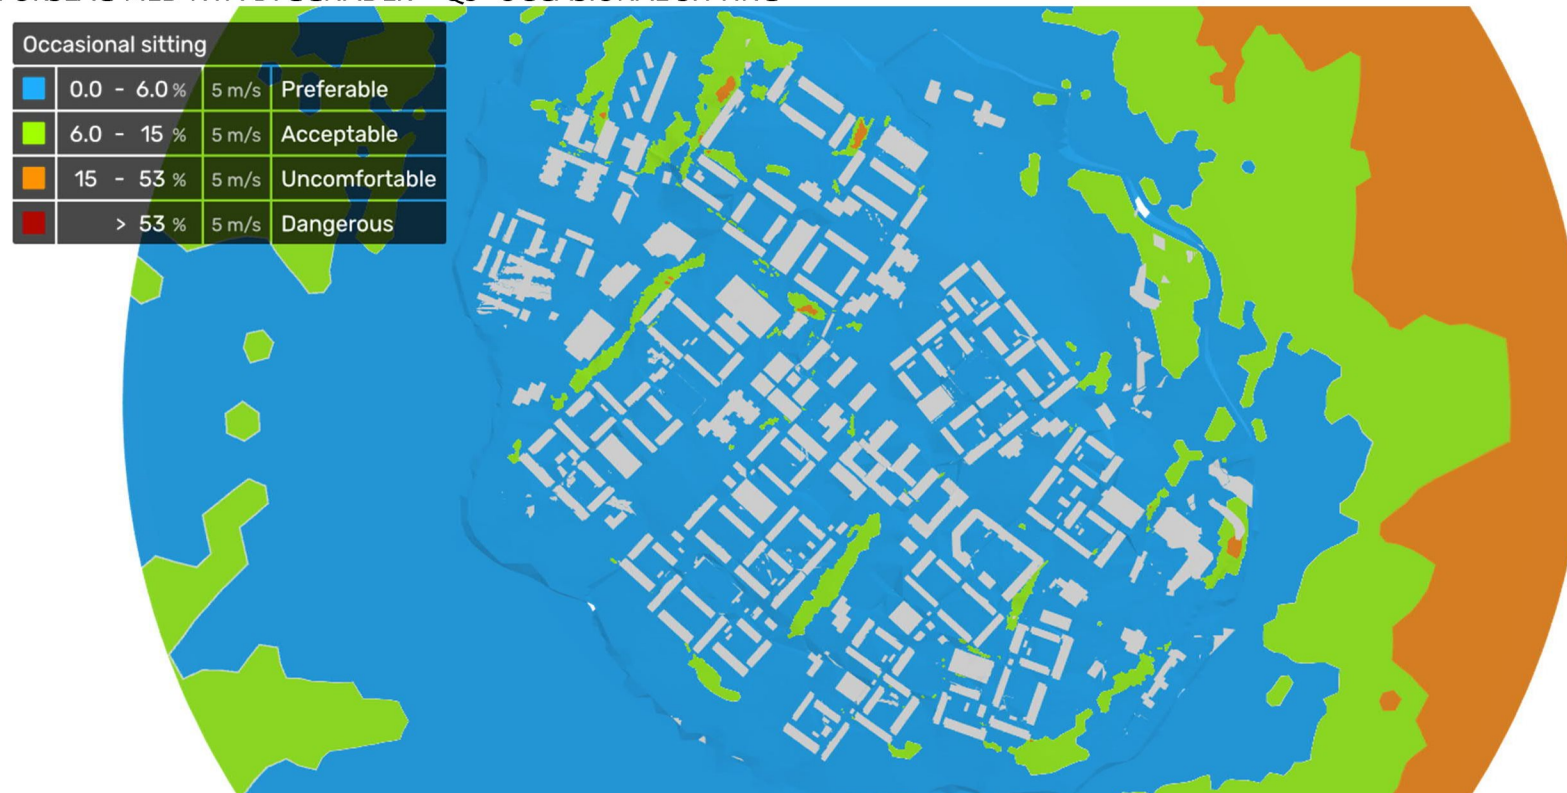 Occasional sitting
0.0 - 6.0 % 5 m/s Preferable
6.0 - 15 % 5 m/s Acceptable
15 - 53 % 5 m/s Uncomfortable
> 53 % 5 m/s Dangerous